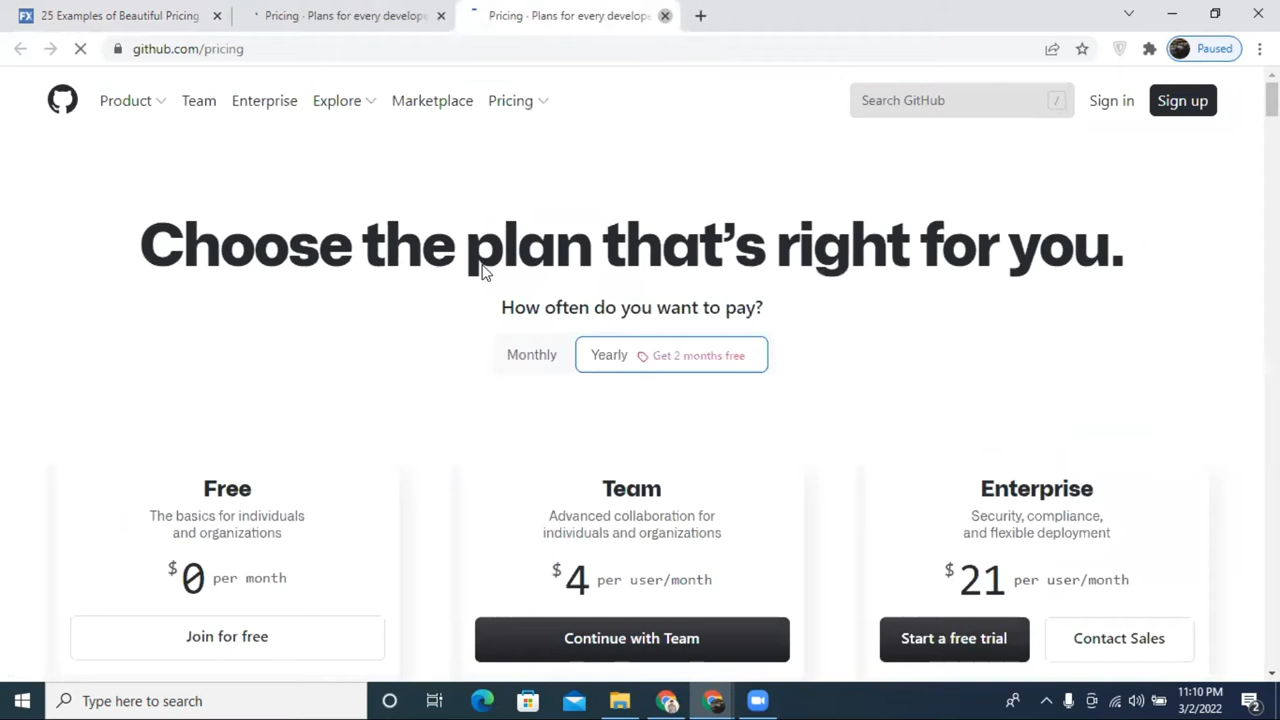 25 Examples of Beautiful Pricing
Pricing · Plans for every develope
Pricing · Plans for every develope
github.com/pricing
Paused
Product
Team
Enterprise
Explore
Marketplace
Pricing
Search GitHub
/
Sign in
Sign up
Choose the plan that's right for you.
How often do you want to pay?
Monthly
Yearly
Get 2 months free
Free
The basics for individuals
and organizations
$0 per month
Join for free
Team
Advanced collaboration for
individuals and organizations
$4 per user/month
Continue with Team
Enterprise
Security, compliance,
and flexible deployment
$21 per user/month
Start a free trial
Contact Sales
Type here to search
11:10 PM
3/2/2022
2